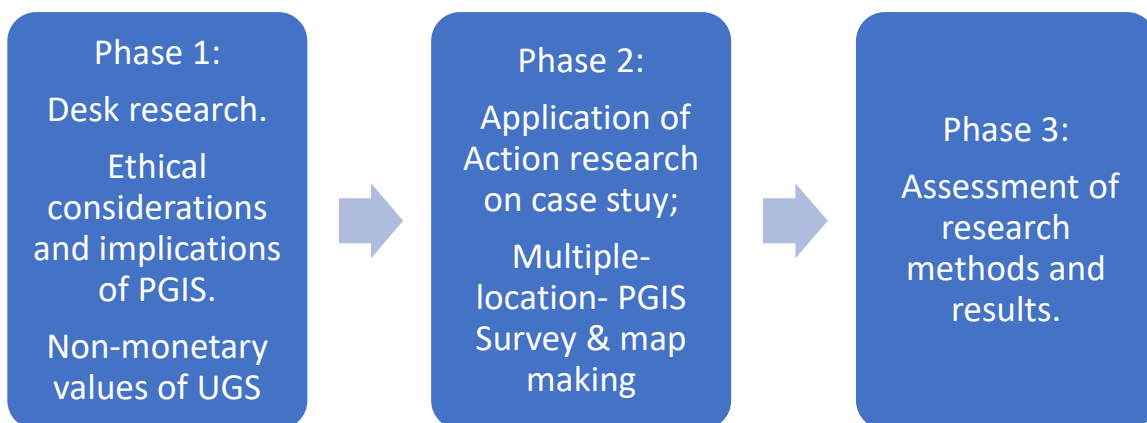 Phase 1:
Desk research.
Ethical
considerations
and implications
of PGIS.
Non-monetary
values of UGS
Phase 2:
Application of
Action research
on case stuy;
Multiple-
location- PGIS
Survey & map
making
Phase 3:
Assessment of
research
methods and
results.